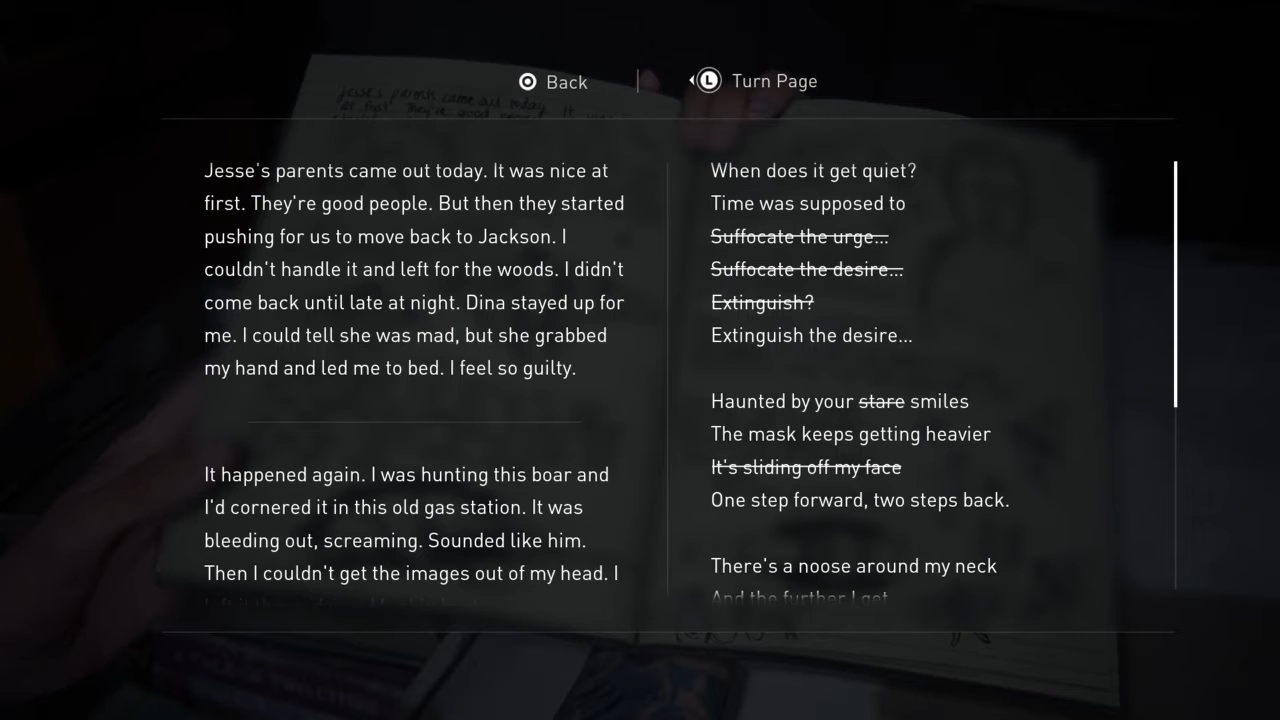 Back
L Turn Page
Jesse's parents came out today. It was nice at
first. They're good people. But then they started
pushing for us to move back to Jackson. I
couldn't handle it and left for the woods. I didn't
come back until late at night. Dina stayed up for
me. I could tell she was mad, but she grabbed
my hand and led me to bed. I feel so guilty.
It happened again. I was hunting this boar and
I'd cornered it in this old gas station. It was
bleeding out, screaming. Sounded like him.
Then I couldn't get the images out of my head. I
When does it get quiet?
Time was supposed to
Suffocate the urge...
Suffocate the desire...
Extinguish?
Extinguish the desire...
Haunted by your stare smiles
The mask keeps getting heavier
It's sliding off my face
One step forward, two steps back.
There's a noose around my neck
And the further I get